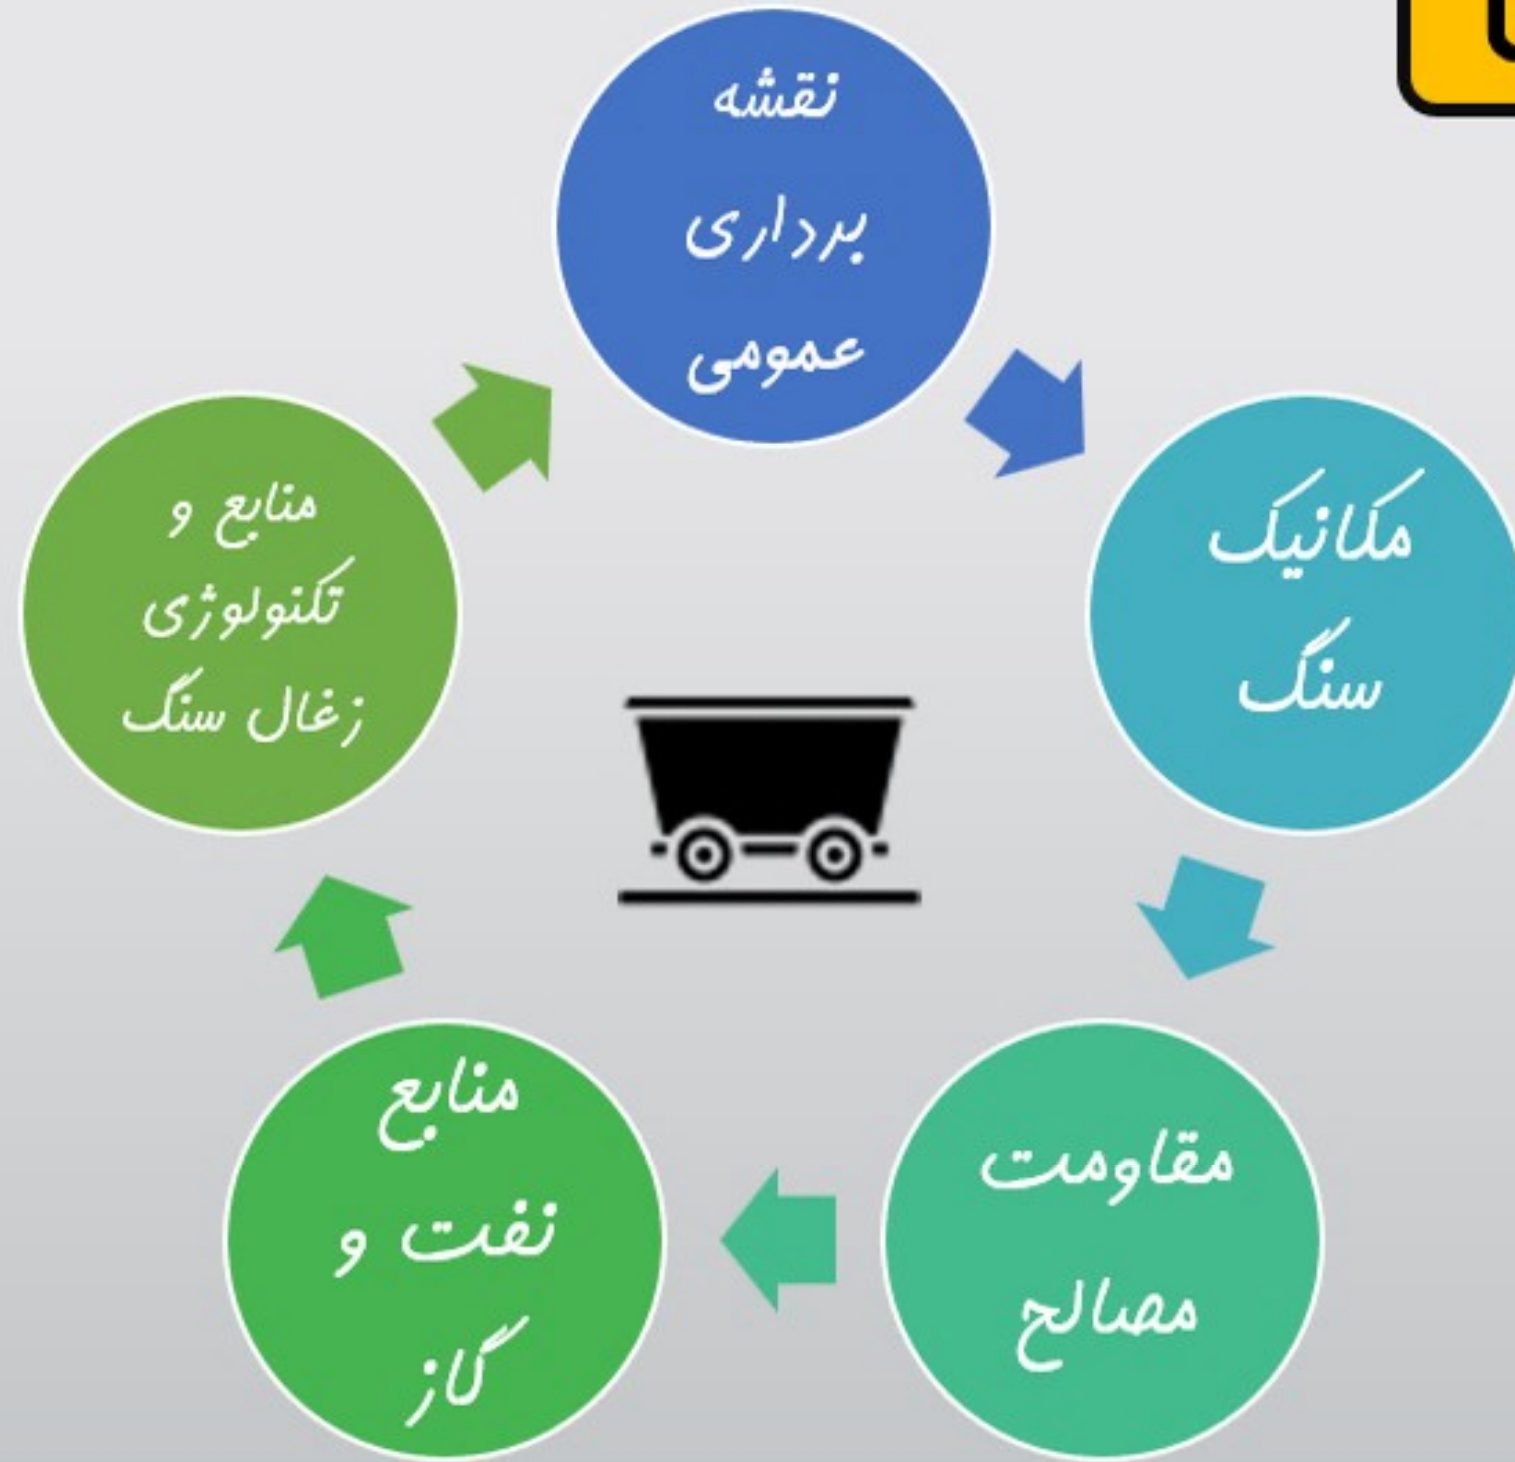 نقشه
برداری
عمومی
مکانیک
سنگ
مقاومت
مصالح
منابع
نفت و
گاز
منابع و
تکنولوژی
زغال سنگ